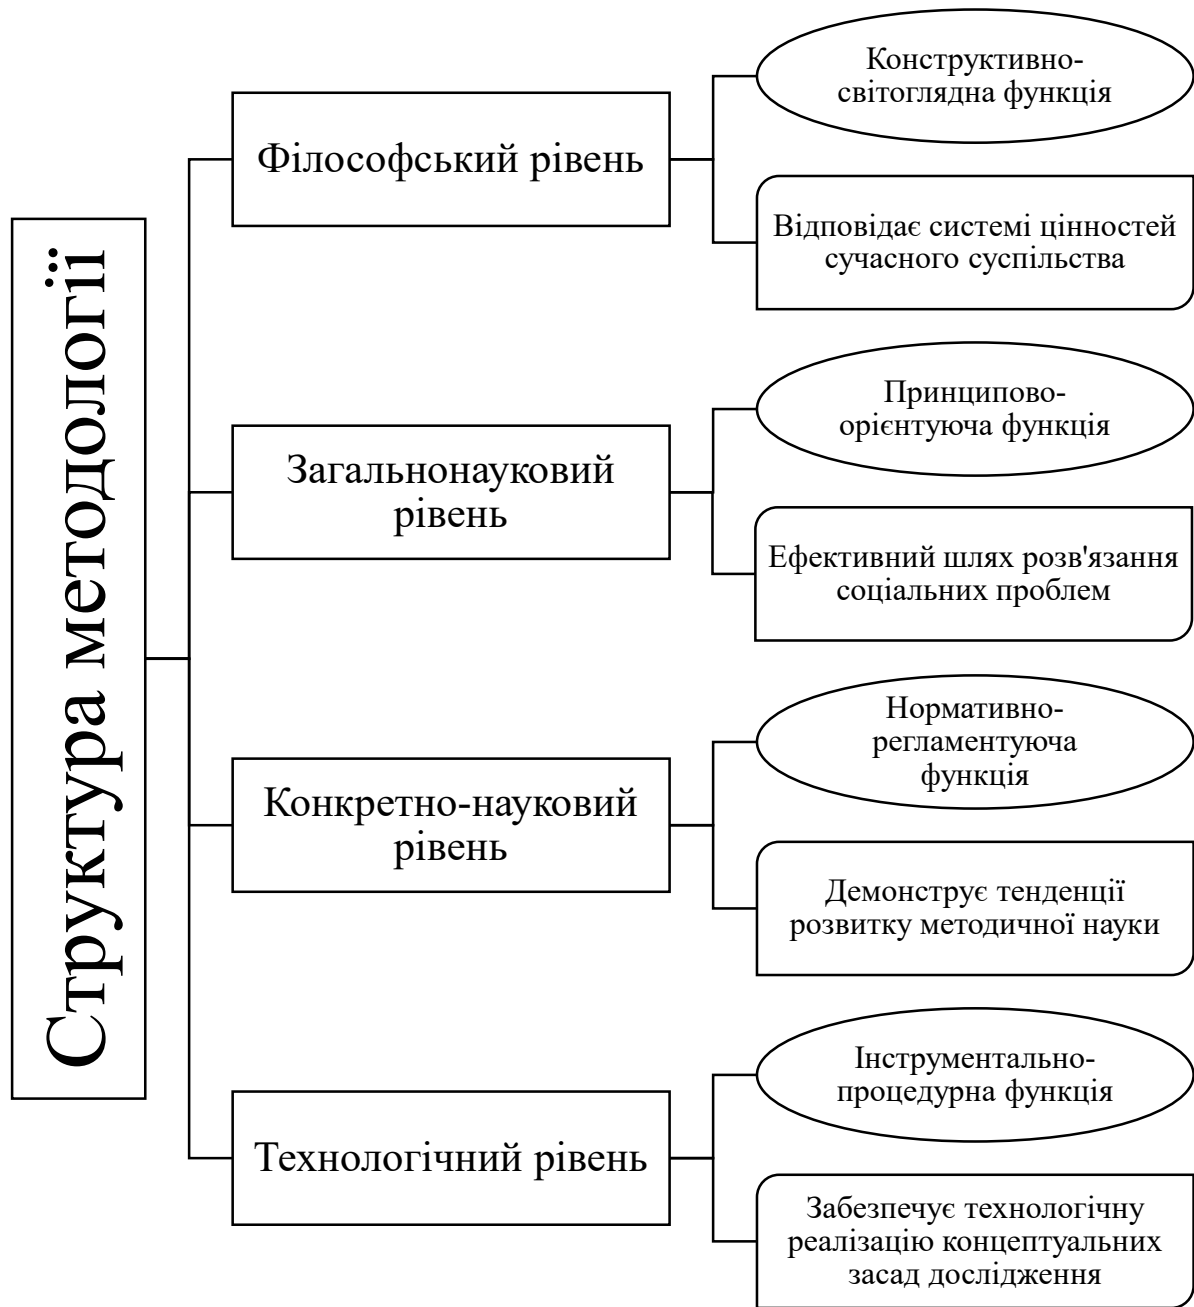 Структура методології
Філософський рівень
Конструктивно-
світоглядна функція
Відповідає системі цінностей
сучасного суспільства
Загальнонауковий
рівень
Принципово-
орієнтуюча функція
Ефективний шлях розв'язання
соціальних проблем
Конкретно-науковий
рівень
Нормативно-
регламентуюча
функція
Демонструє тенденції
розвитку методичної науки
Технологічний рівень
Інструментально-
процедурна функція
Забезпечує технологічну
реалізацію концептуальних
засад дослідження